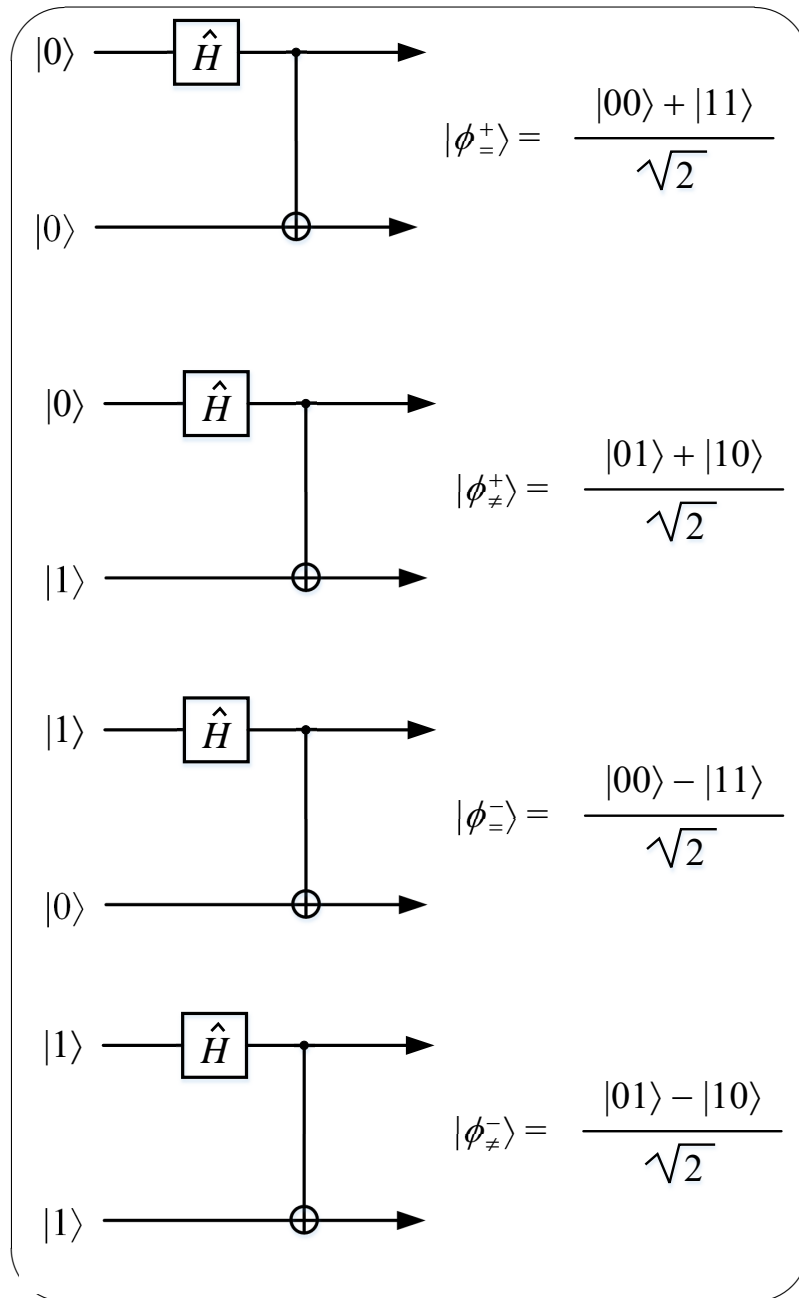 |0⟩ Ĥ
|ϕ₌⁺⟩ = |00⟩ + |11⟩
√2
|0⟩
|0⟩ Ĥ
|ϕ≠⁺⟩ = |01⟩ + |10⟩
√2
|1⟩
|1⟩ Ĥ
|ϕ₌⁻⟩ = |00⟩ − |11⟩
√2
|0⟩
|1⟩ Ĥ
|ϕ≠⁻⟩ = |01⟩ − |10⟩
√2
|1⟩